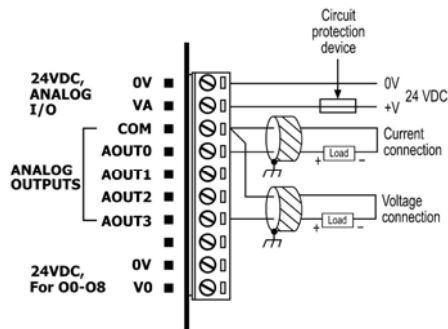 Circuit
protection
device
24VDC,
ANALOG
I/O
0V
VA
COM
ANALOG
OUTPUTS
AOUT0
AOUT1
AOUT2
AOUT3
24VDC,
For O0-O8
0V
V0
0V
+V
24 VDC
Current
connection
+ Load –
Voltage
connection
+ Load –